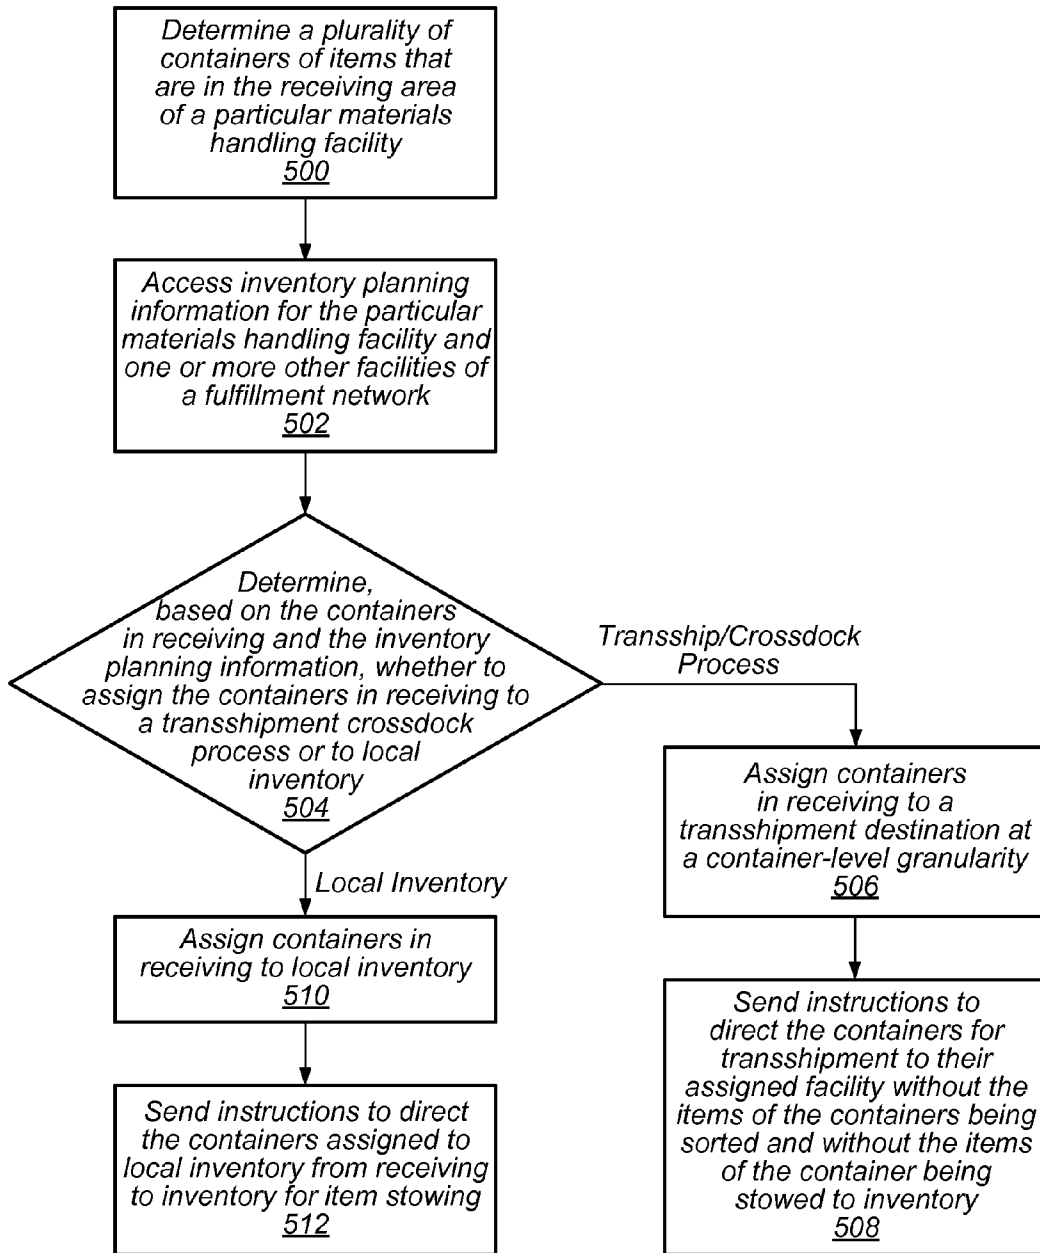 Determine a plurality of
containers of items that
are in the receiving area
of a particular materials
handling facility
500
Access inventory planning
information for the particular
materials handling facility and
one or more other facilities of
a fulfillment network
502
Determine,
based on the containers
in receiving and the inventory
planning information, whether to
assign the containers in receiving to
a transshipment crossdock
process or to local
inventory
504
Transship/Crossdock
Process
Assign containers
in receiving to a
transshipment destination at
a container-level granularity
506
Send instructions to
direct the containers for
transshipment to their
assigned facility without the
items of the containers being
sorted and without the items
of the container being
stowed to inventory
508
Local Inventory
Assign containers in
receiving to local inventory
510
Send instructions to direct
the containers assigned to
local inventory from receiving
to inventory for item stowing
512